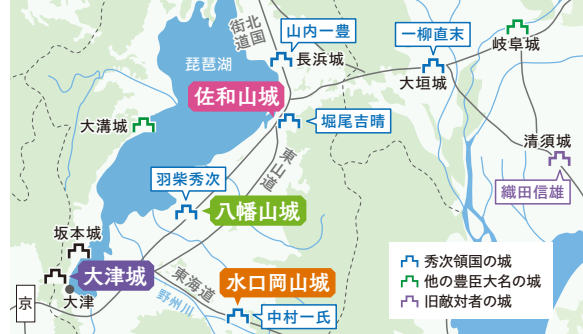 北国
街道
山内一豊
長浜城
一柳直末
岐阜城
琵琶湖
大垣城
佐和山城
大溝城
堀尾吉晴
清須城
東山道
羽柴秀次
織田信雄
八幡山城
坂本城
大津城
東海道
水口岡山城
秀次領国の城
他の豊臣大名の城
旧敵対者の城
京
大津
野州川
中村一氏